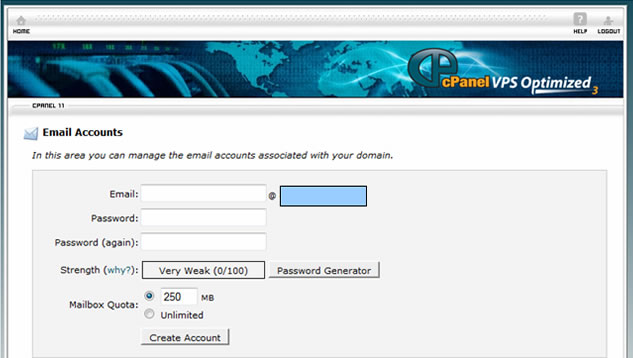 HOME
?
HELP LOGOUT
cPanel VPS Optimized 3
CPANEL 11
Email Accounts
In this area you can manage the email accounts associated with your domain.
Email: @
Password:
Password (again):
Strength (why?): Very Weak (0/100) Password Generator
Mailbox Quota: 250 MB
Unlimited
Create Account